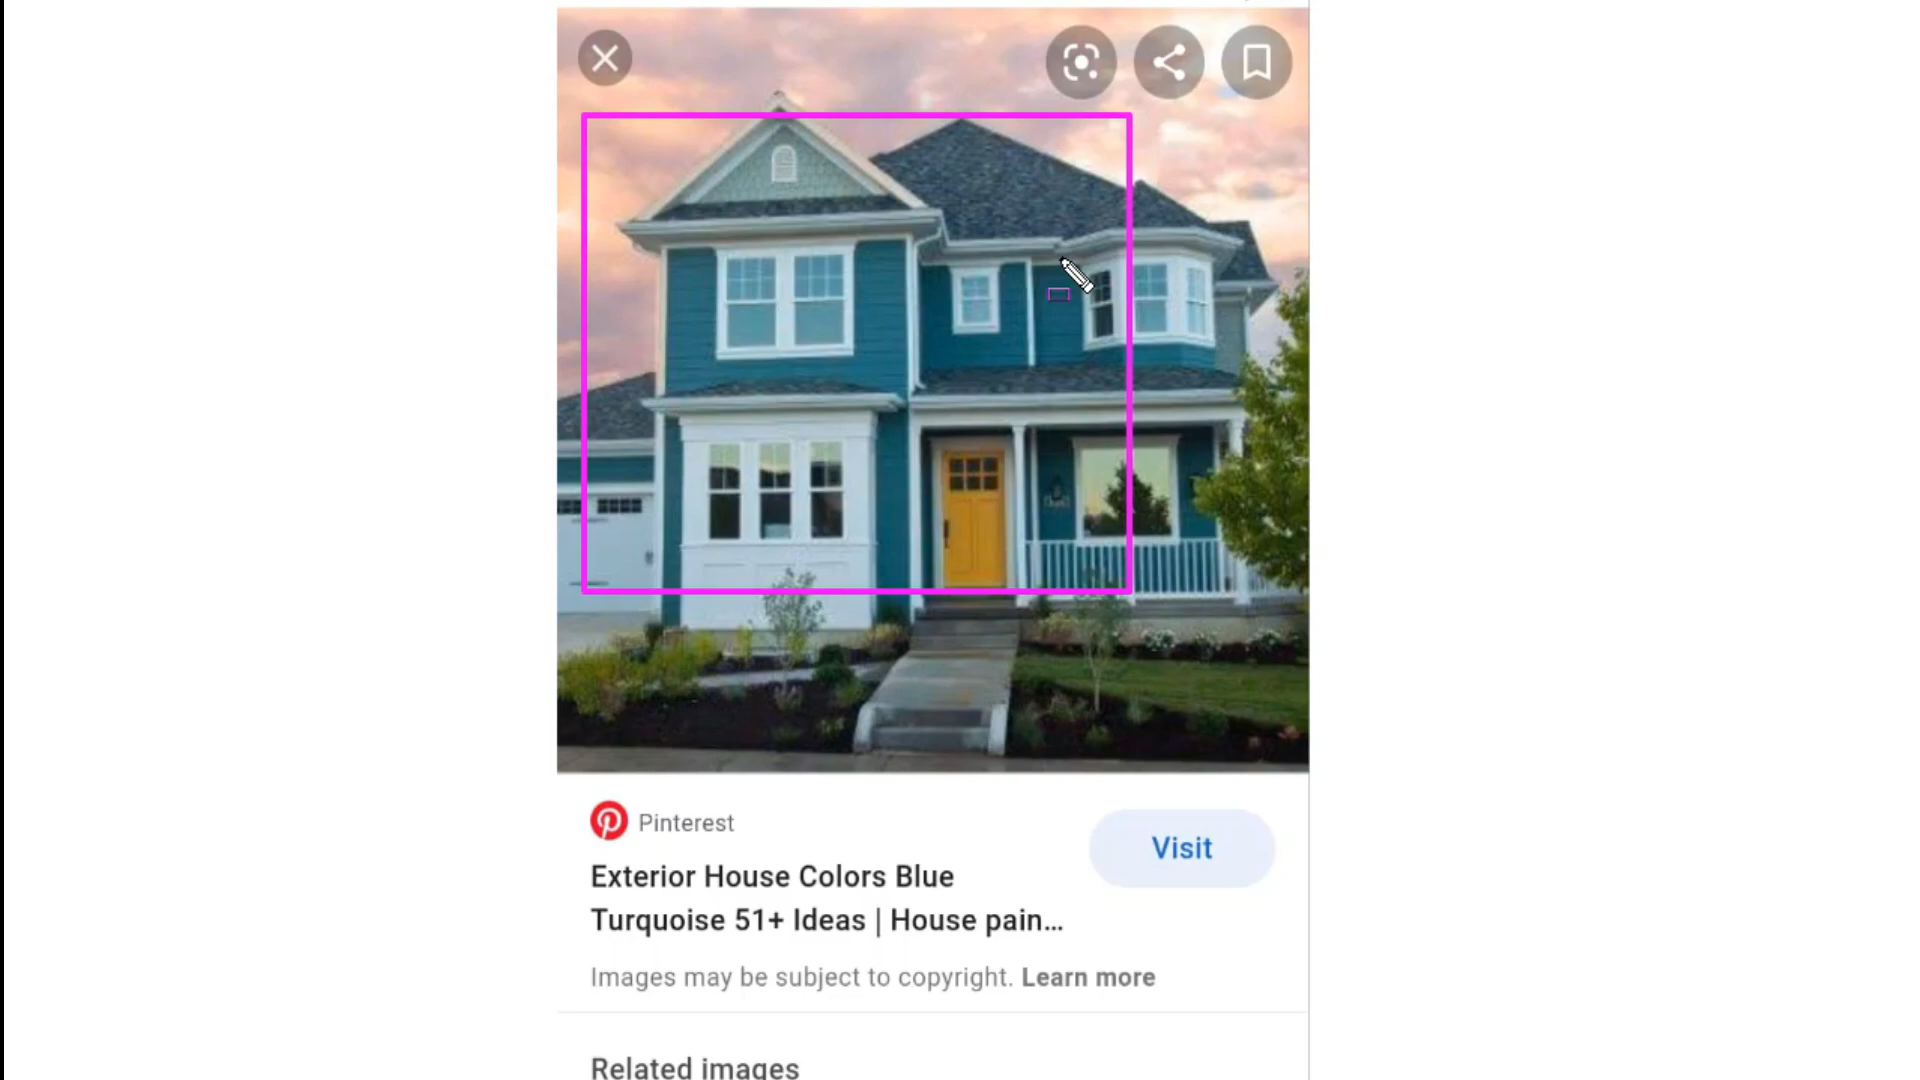 Pinterest
Visit
Exterior House Colors Blue
Turquoise 51+ Ideas | House pain...
Images may be subject to copyright. Learn more
Related images